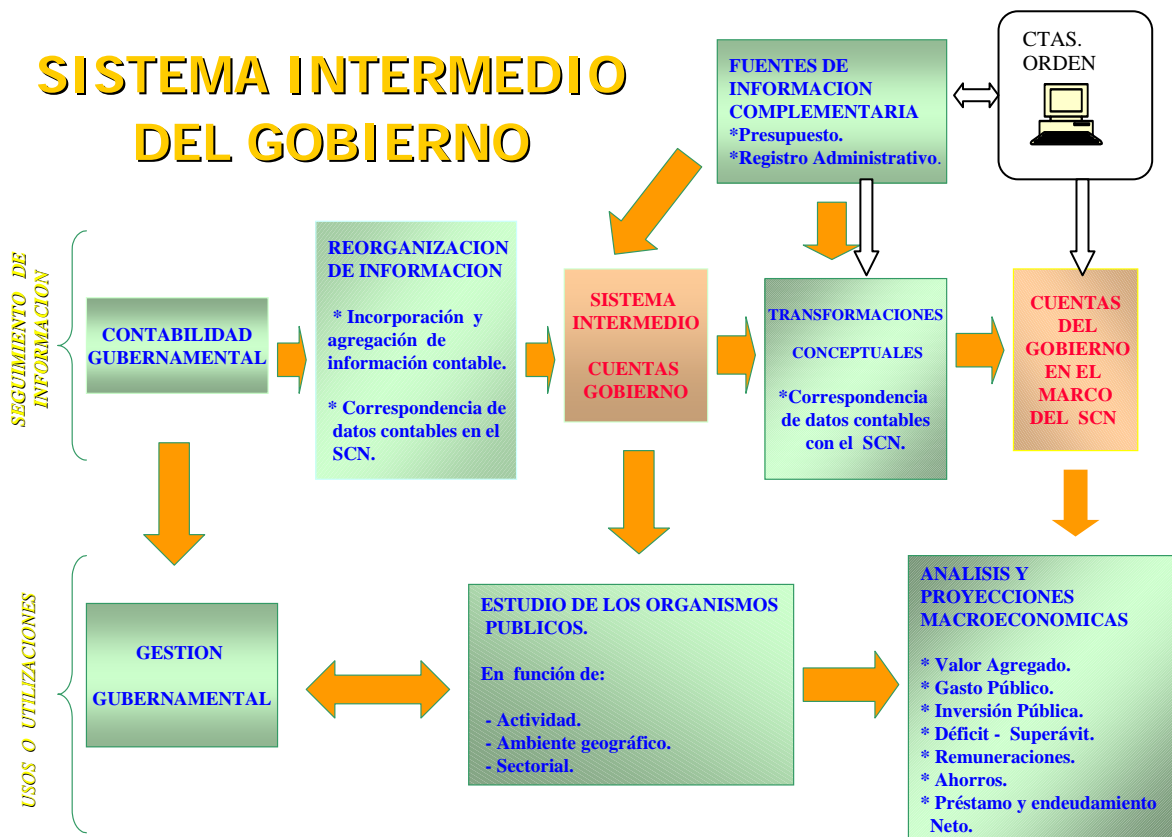 SISTEMA INTERMEDIO
DEL GOBIERNO
FUENTES DE
INFORMACION
COMPLEMENTARIA
*Presupuesto.
*Registro Administrativo.
CTAS.
ORDEN
SEGUIMIENTO DE
INFORMACION
CONTABILIDAD
GUBERNAMENTAL
REORGANIZACION
DE INFORMACION
* Incorporación y
agregación de
información contable.
* Correspondencia de
datos contables en el
SCN.
SISTEMA
INTERMEDIO
CUENTAS
GOBIERNO
TRANSFORMACIONES
CONCEPTUALES
*Correspondencia
de datos contables
con el SCN.
CUENTAS
DEL
GOBIERNO
EN EL
MARCO
DEL SCN
USOS O UTILIZACIONES
GESTION
GUBERNAMENTAL
ESTUDIO DE LOS ORGANISMOS
PUBLICOS.
En función de:
- Actividad.
- Ambiente geográfico.
- Sectorial.
ANALISIS Y
PROYECCIONES
MACROECONOMICAS
* Valor Agregado.
* Gasto Público.
* Inversión Pública.
* Déficit - Superávit.
* Remuneraciones.
* Ahorros.
* Préstamo y endeudamiento
Neto.